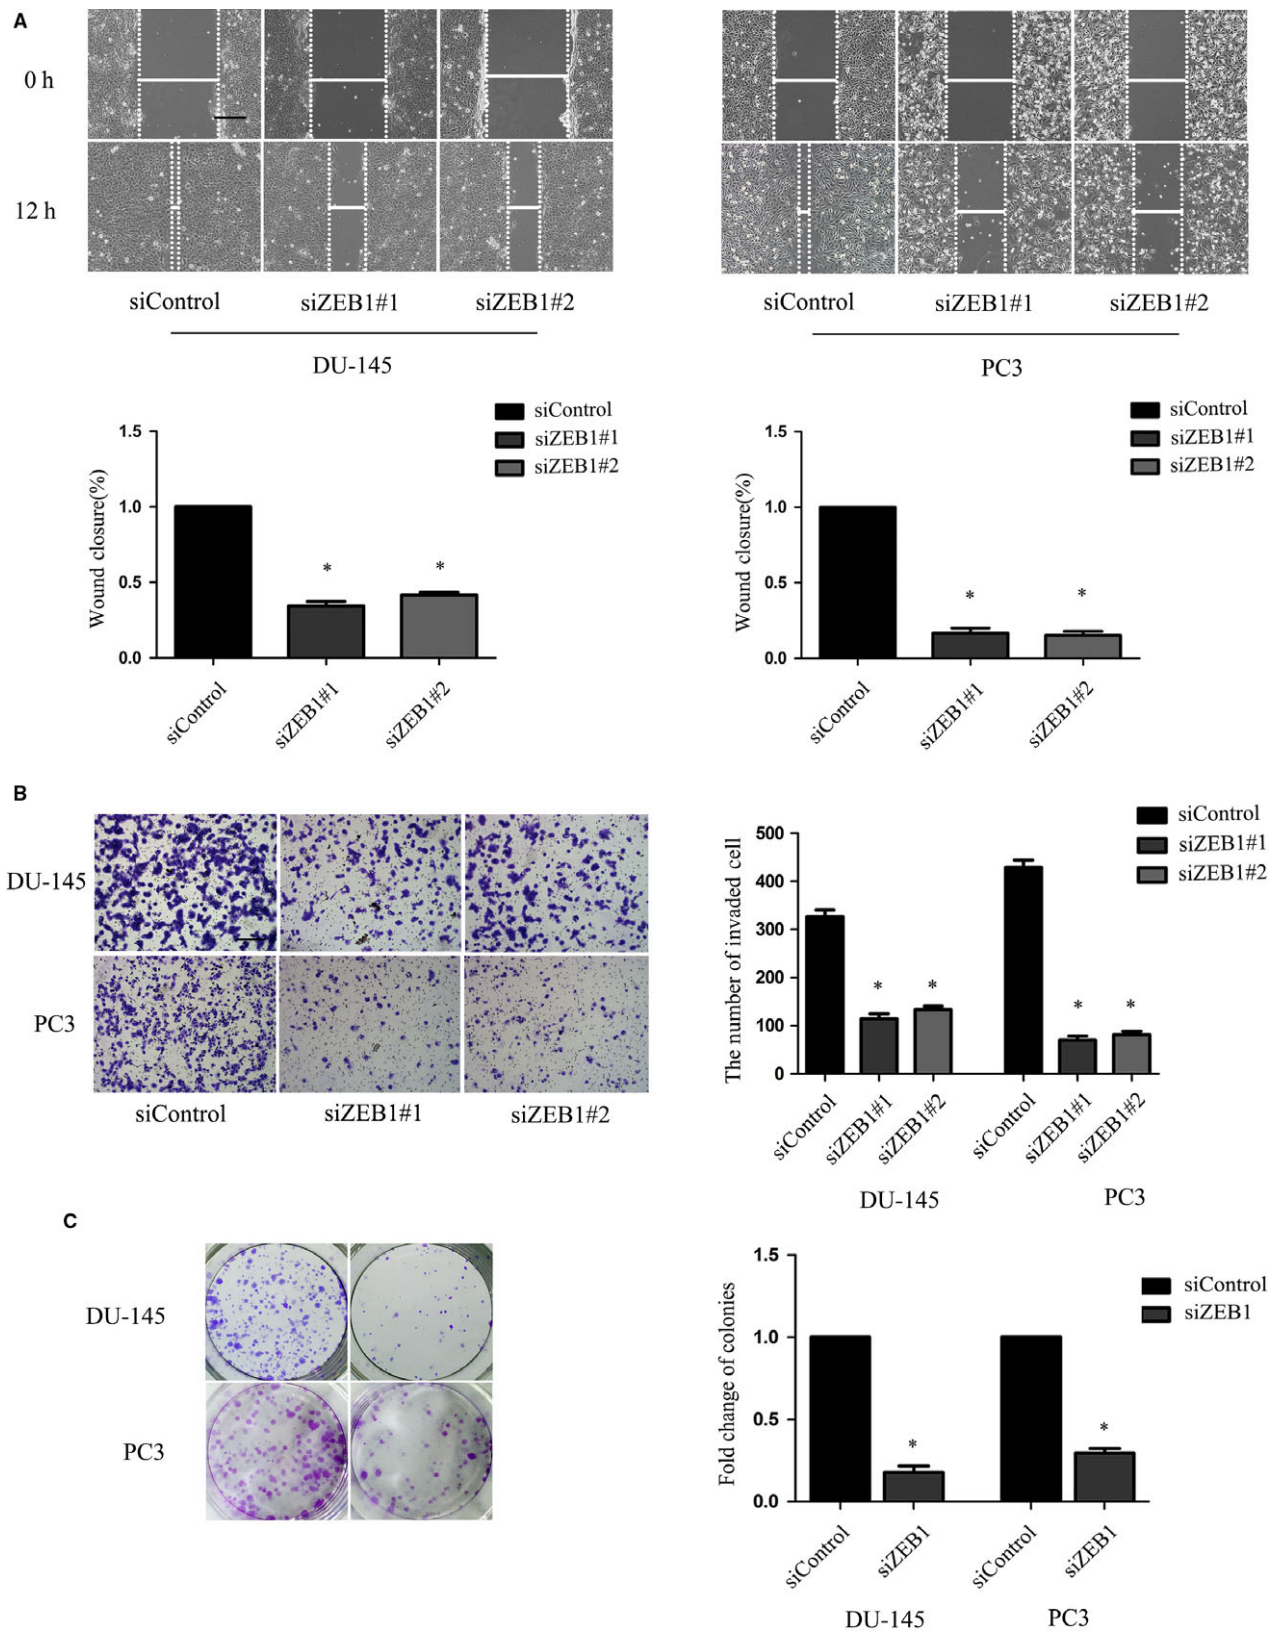 A
0 h
12 h
siControl siZEB1#1 siZEB1#2
DU-145
siControl siZEB1#1 siZEB1#2
PC3
siControl
siZEB1#1
siZEB1#2
Wound closure(%)
1.5
1.0
0.5
0.0
siControl siZEB1#1 siZEB1#2
siControl
siZEB1#1
siZEB1#2
Wound closure(%)
1.5
1.0
0.5
0.0
siControl siZEB1#1 siZEB1#2
* *
* *
B
DU-145
PC3
siControl siZEB1#1 siZEB1#2
siControl
siZEB1#1
siZEB1#2
The number of invaded cell
500
400
300
200
100
0
* * * *
siControl siZEB1#1 siZEB1#2 siControl siZEB1#1 siZEB1#2
DU-145 PC3
C
DU-145
PC3
siControl
siZEB1
Fold change of colonies
1.5
1.0
0.5
0.0
* *
siControl siZEB1 siControl siZEB1
DU-145 PC3